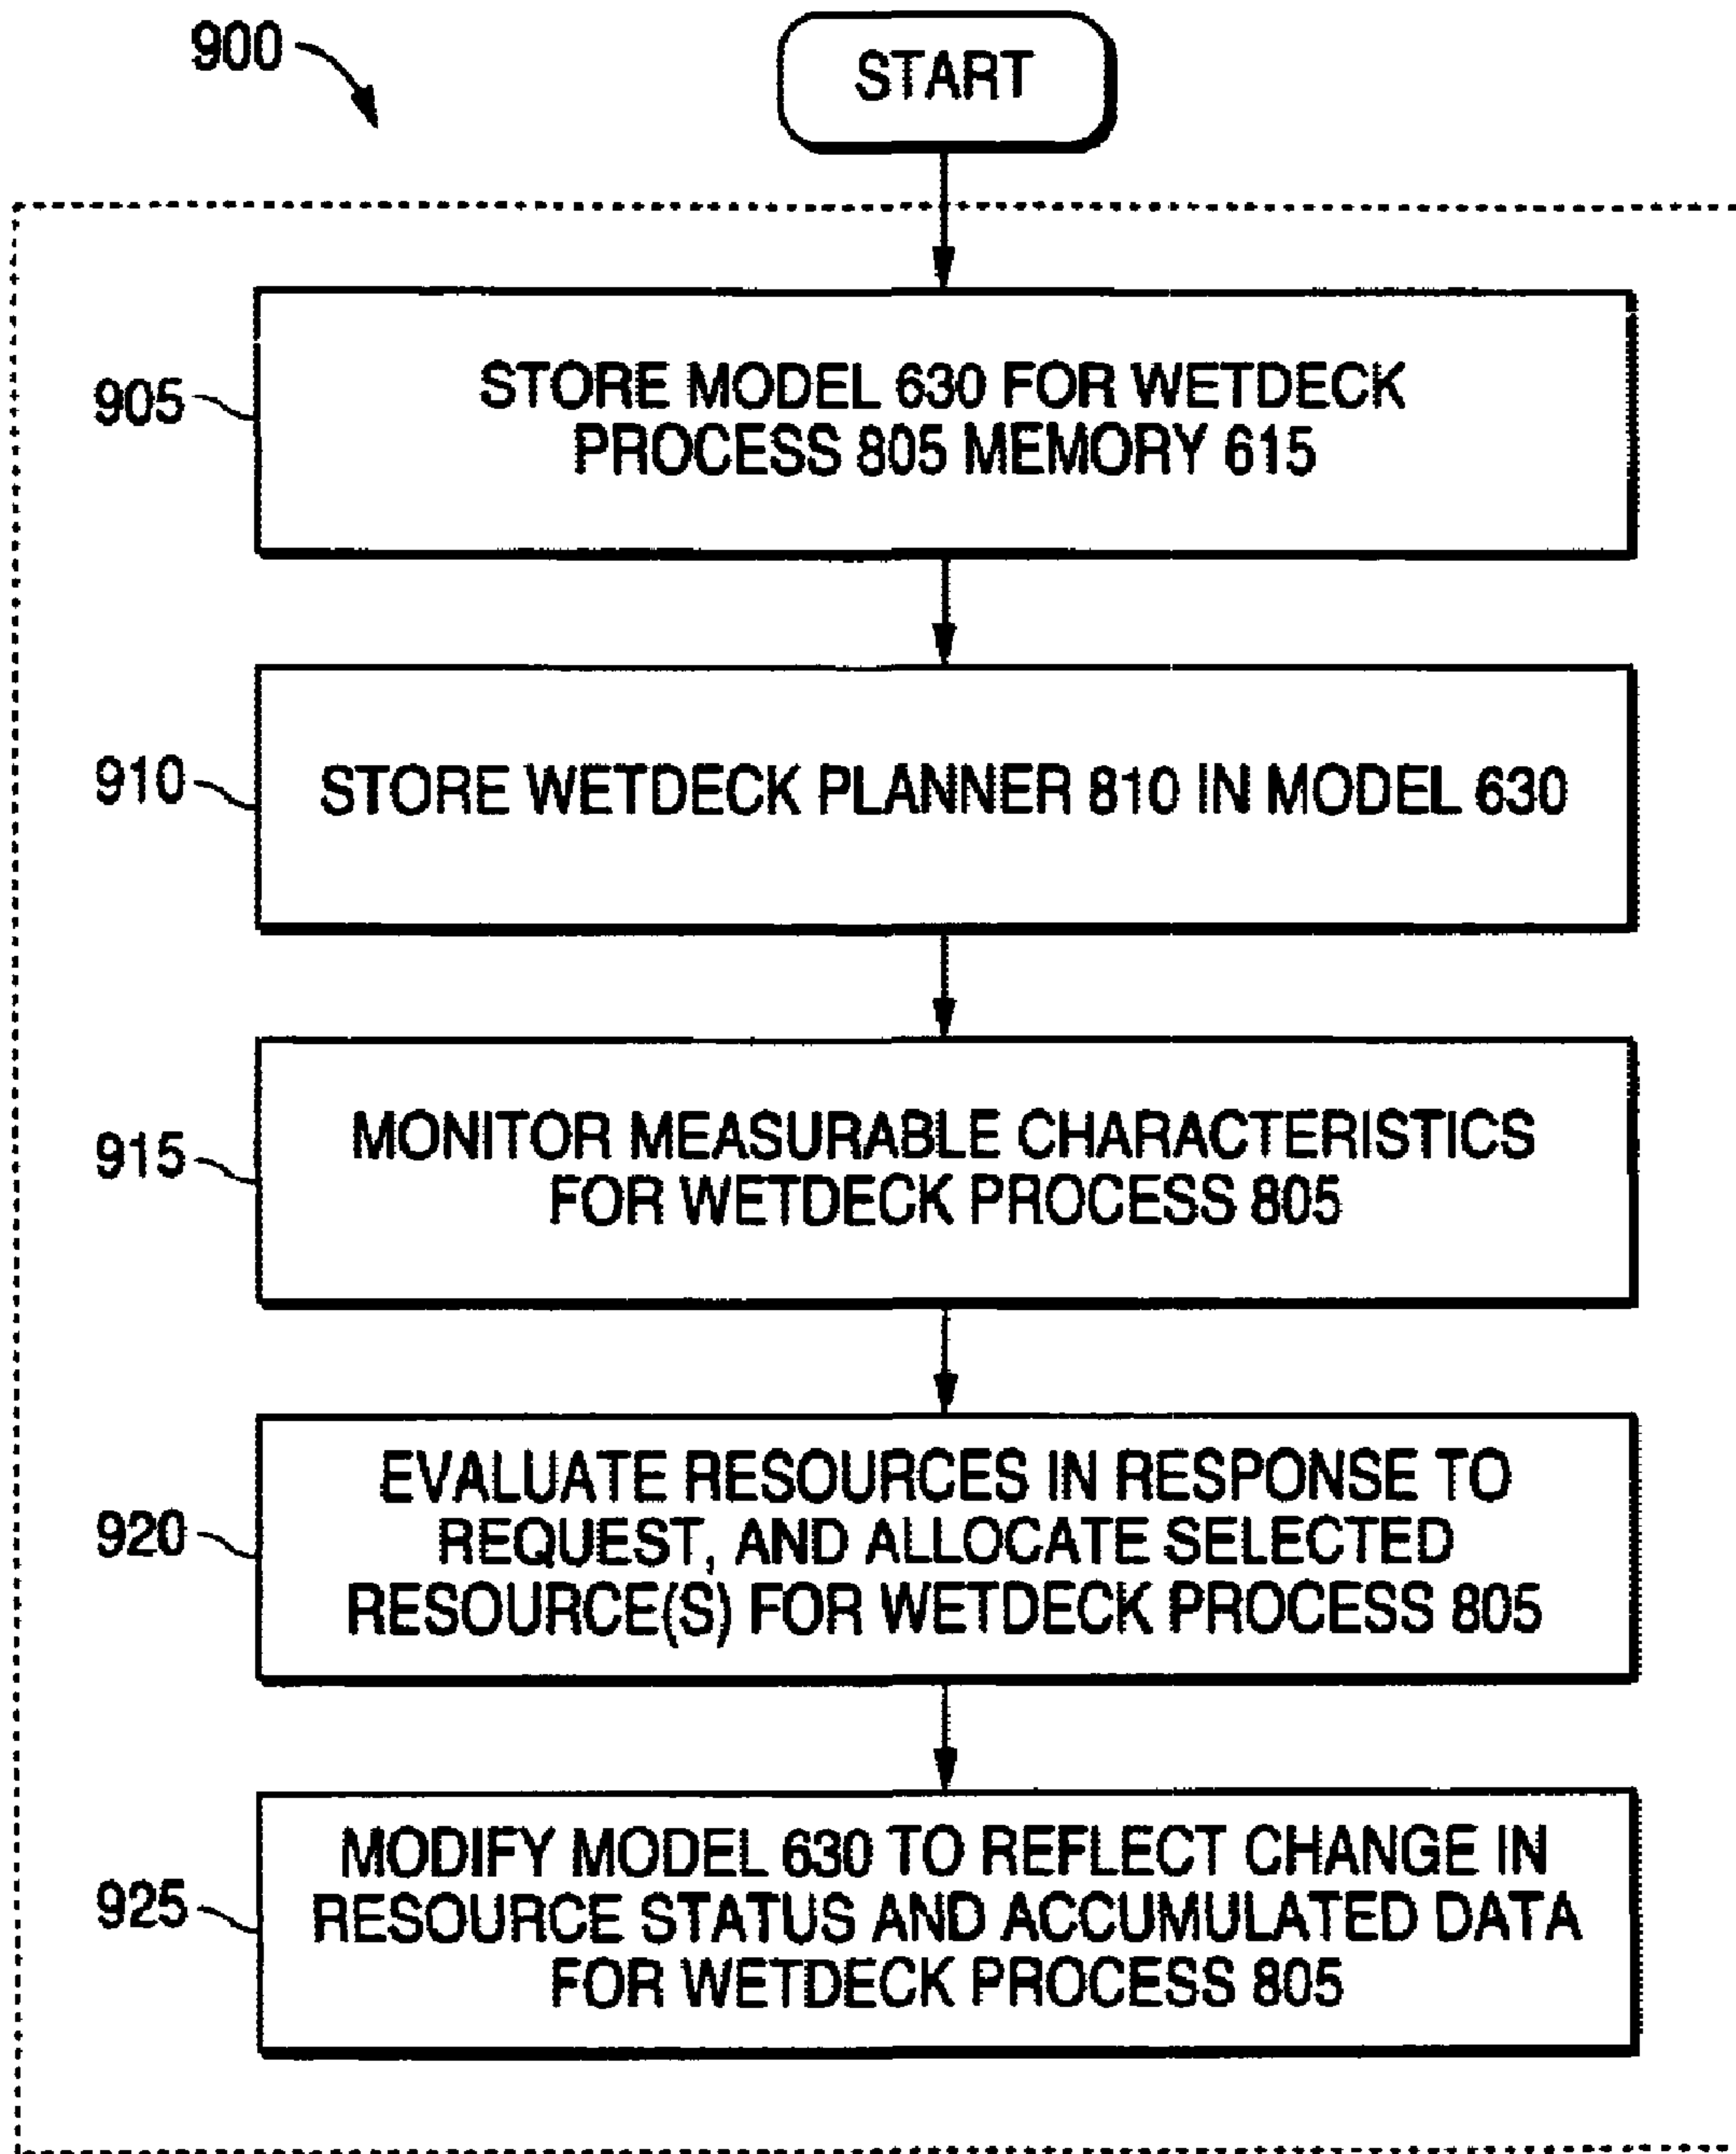 900
START
905
STORE MODEL 630 FOR WETDECK
PROCESS 805 MEMORY 615
910
STORE WETDECK PLANNER 810 IN MODEL 630
915
MONITOR MEASURABLE CHARACTERISTICS
FOR WETDECK PROCESS 805
920
EVALUATE RESOURCES IN RESPONSE TO
REQUEST, AND ALLOCATE SELECTED
RESOURCE(S) FOR WETDECK PROCESS 805
925
MODIFY MODEL 630 TO REFLECT CHANGE IN
RESOURCE STATUS AND ACCUMULATED DATA
FOR WETDECK PROCESS 805